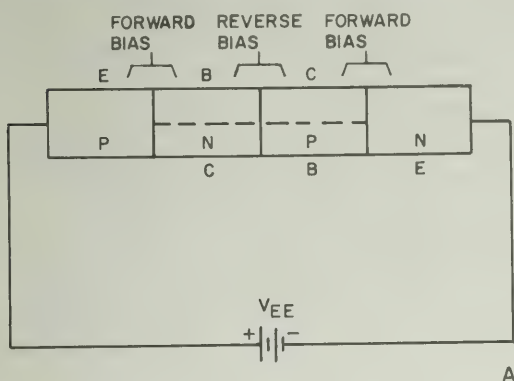 FORWARD REVERSE FORWARD
BIAS BIAS BIAS
E B C
P N P N
C B E
VEE
+ −
A